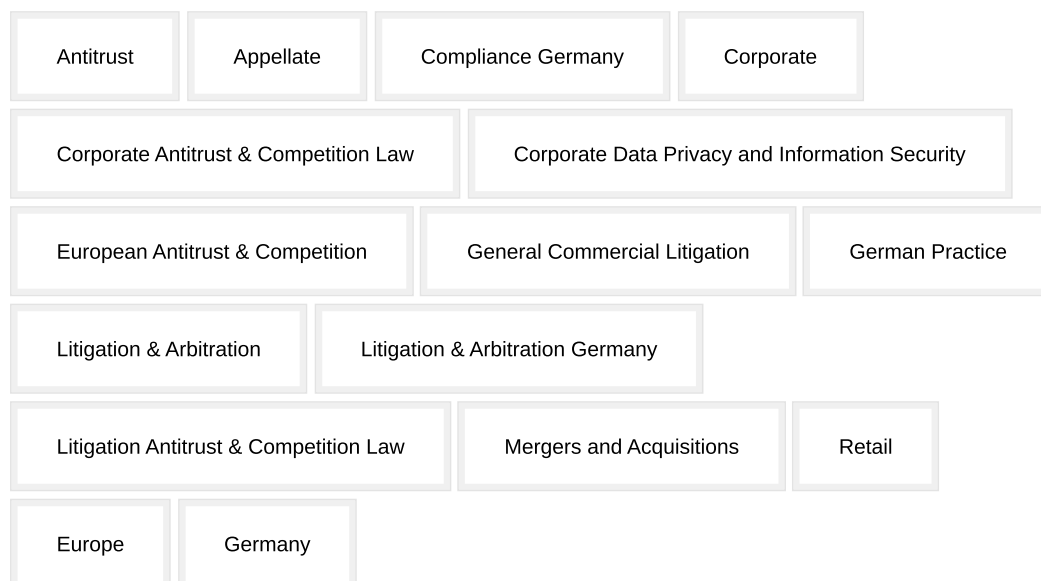 Antitrust Appellate Compliance Germany Corporate
Corporate Antitrust & Competition Law Corporate Data Privacy and Information Security
European Antitrust & Competition General Commercial Litigation German Practice
Litigation & Arbitration Litigation & Arbitration Germany
Litigation Antitrust & Competition Law Mergers and Acquisitions Retail
Europe Germany